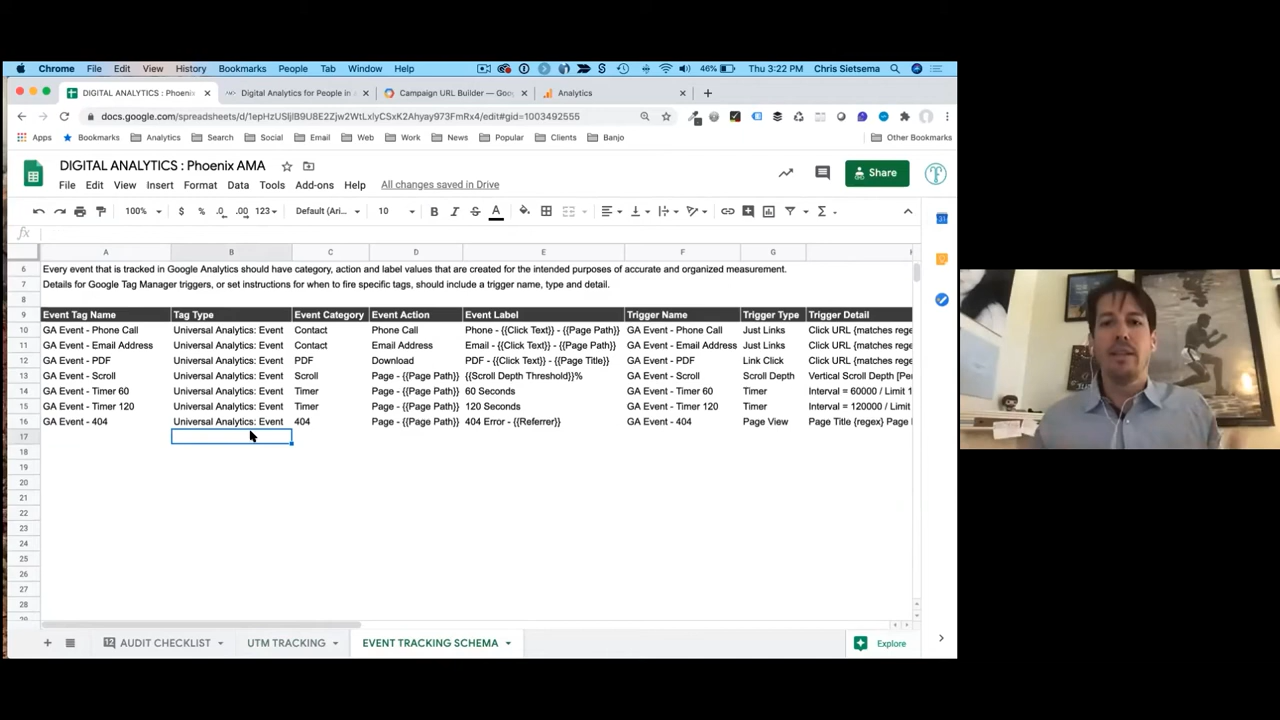 Chrome File Edit View History Bookmarks People Tab Window Help 46% Thu 3:22 PM Chris Sietsema
DIGITAL ANALYTICS : Phoenix Digital Analytics for People in Campaign URL Builder — Goo Analytics
docs.google.com/spreadsheets/d/1epHzUSljlB9U8E2Zjw2WtLxlyCSxK2Ahyay973FmRx4/edit#gid=1003492555
Apps Bookmarks Analytics Search Social Email Web Work News Popular Clients Banjo Other Bookmarks
DIGITAL ANALYTICS : Phoenix AMA
Share
File Edit View Insert Format Data Tools Add-ons Help All changes saved in Drive
100% $ % .0 .00 123 Default (Ari... 10 B I S A
fx
A B C D E F G
6 Every event that is tracked in Google Analytics should have category, action and label values that are created for the intended purposes of accurate and organized measurement.
7 Details for Google Tag Manager triggers, or set instructions for when to fire specific tags, should include a trigger name, type and detail.
8
9 Event Tag Name Tag Type Event Category Event Action Event Label Trigger Name Trigger Type Trigger Detail
10 GA Event - Phone Call Universal Analytics: Event Contact Phone Call Phone - {{Click Text}} - {{Page Path}} GA Event - Phone Call Just Links Click URL {matches rege
11 GA Event - Email Address Universal Analytics: Event Contact Email Address Email - {{Click Text}} - {{Page Path}} GA Event - Email Address Just Links Click URL {matches rege
12 GA Event - PDF Universal Analytics: Event PDF Download PDF - {{Click Text}} - {{Page Title}} GA Event - PDF Link Click Click URL {matches rege
13 GA Event - Scroll Universal Analytics: Event Scroll Page - {{Page Path}} {{Scroll Depth Threshold}}% GA Event - Scroll Scroll Depth Vertical Scroll Depth [Pe
14 GA Event - Timer 60 Universal Analytics: Event Timer Page - {{Page Path}} 60 Seconds GA Event - Timer 60 Timer Interval = 60000 / Limit 1
15 GA Event - Timer 120 Universal Analytics: Event Timer Page - {{Page Path}} 120 Seconds GA Event - Timer 120 Timer Interval = 120000 / Limit
16 GA Event - 404 Universal Analytics: Event 404 Page - {{Page Path}} 404 Error - {{Referrer}} GA Event - 404 Page View Page Title {regex} Page
17
18
19
20
21
22
23
24
25
26
27
28
AUDIT CHECKLIST UTM TRACKING EVENT TRACKING SCHEMA Explore